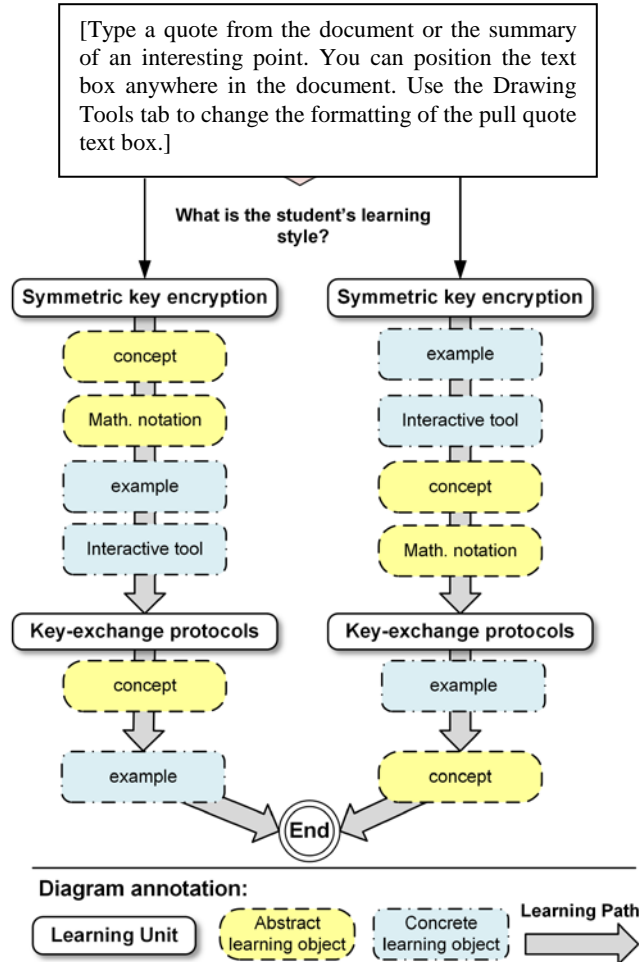 [Type a quote from the document or the summary
of an interesting point. You can position the text
box anywhere in the document. Use the Drawing
Tools tab to change the formatting of the pull quote
text box.]
What is the student's learning
style?
Symmetric key encryption
concept
Math. notation
example
Interactive tool
Key-exchange protocols
concept
example
Symmetric key encryption
example
Interactive tool
concept
Math. notation
Key-exchange protocols
example
concept
End
Diagram annotation:
Learning Unit
Abstract
learning object
Concrete
learning object
Learning Path